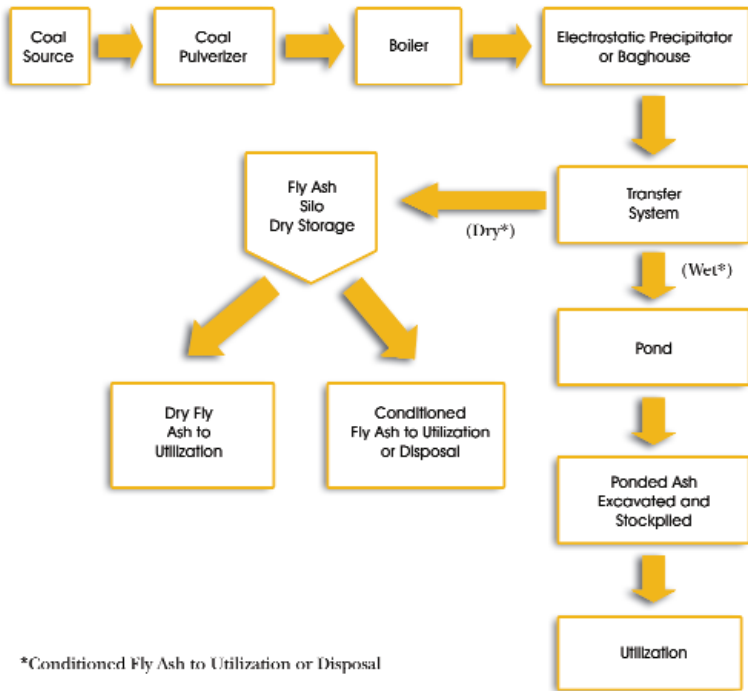 Coal
Source
Coal
Pulverizer
Boiler
Electrostatic Precipitator
or Baghouse
Fly Ash
Silo
Dry Storage
(Dry*)
Transfer
System
(Wet*)
Pond
Dry Fly
Ash to
Utilization
Conditioned
Fly Ash to Utilization
or Disposal
Ponded Ash
Excavated and
Stockpiled
Utilization
*Conditioned Fly Ash to Utilization or Disposal